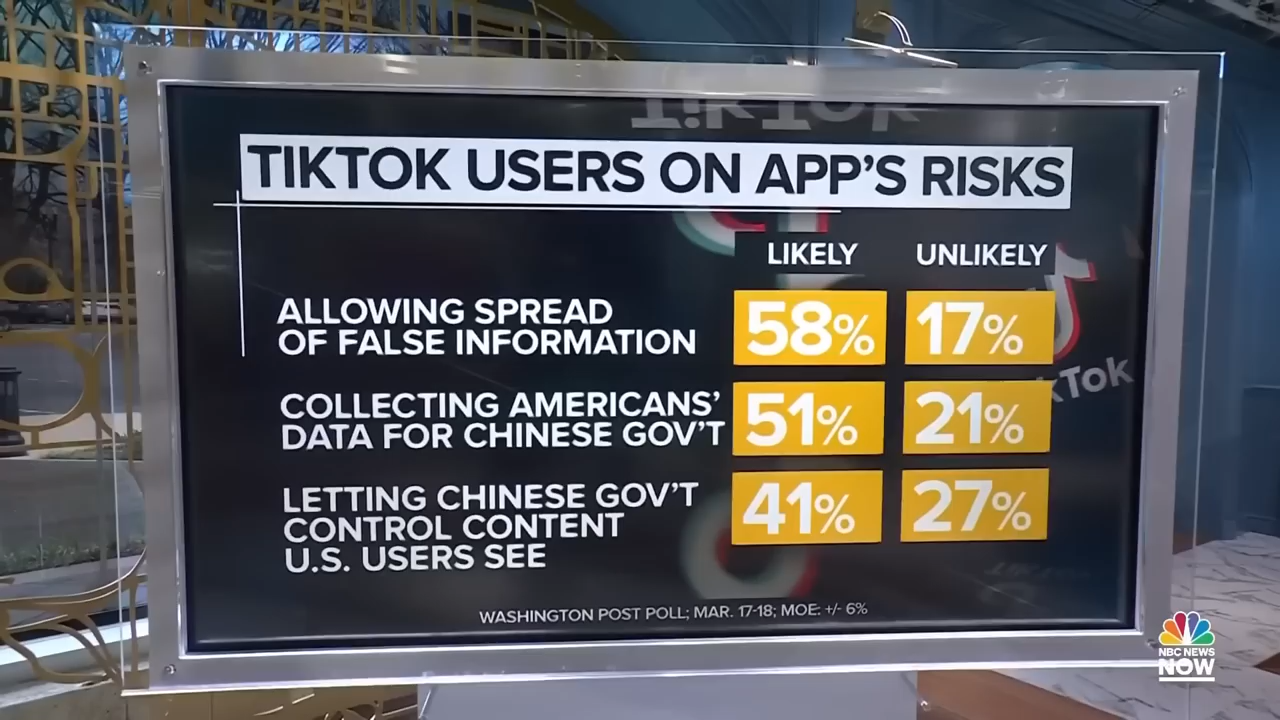 TikTok
TIKTOK USERS ON APP'S RISKS
LIKELY UNLIKELY
ALLOWING SPREAD
OF FALSE INFORMATION
58% 17%
kTok
COLLECTING AMERICANS'
DATA FOR CHINESE GOV'T
51% 21%
LETTING CHINESE GOV'T
CONTROL CONTENT
U.S. USERS SEE
41% 27%
WASHINGTON POST POLL; MAR. 17-18; MOE: +/- 6%
NBC NEWS
NOW